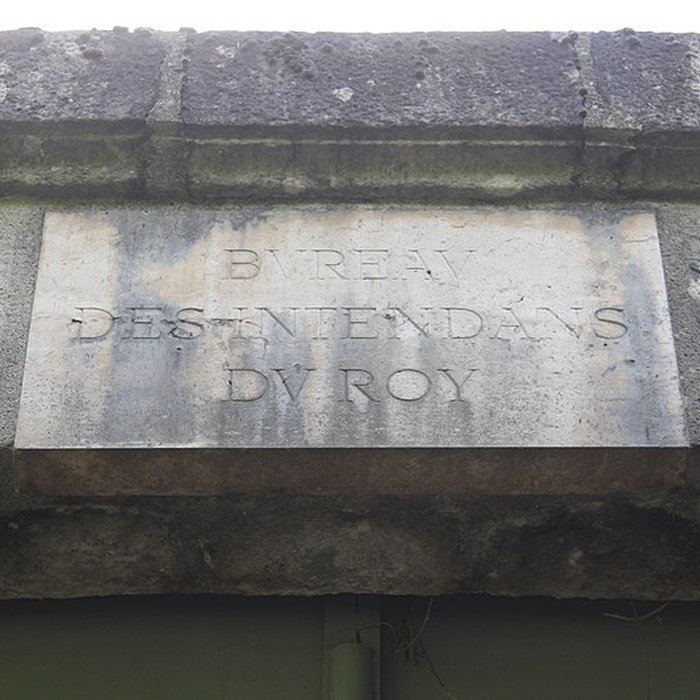 BVREAV
DES INTENDANS
DV ROY